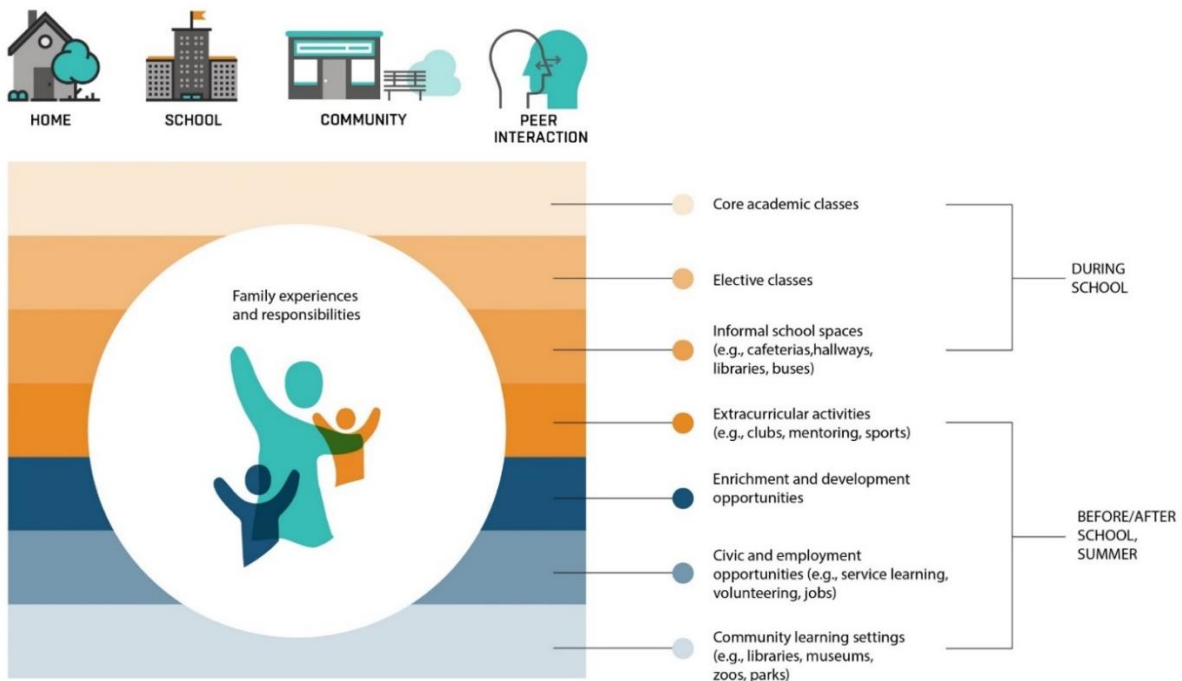 HOME
SCHOOL
COMMUNITY
PEER
INTERACTION
Family experiences
and responsibilities
Core academic classes
Elective classes
Informal school spaces
(e.g., cafeterias,hallways,
libraries, buses)
DURING
SCHOOL
Extracurricular activities
(e.g., clubs, mentoring, sports)
Enrichment and development
opportunities
Civic and employment
opportunities (e.g., service learning,
volunteering, jobs)
Community learning settings
(e.g., libraries, museums,
zoos, parks)
BEFORE/AFTER
SCHOOL,
SUMMER